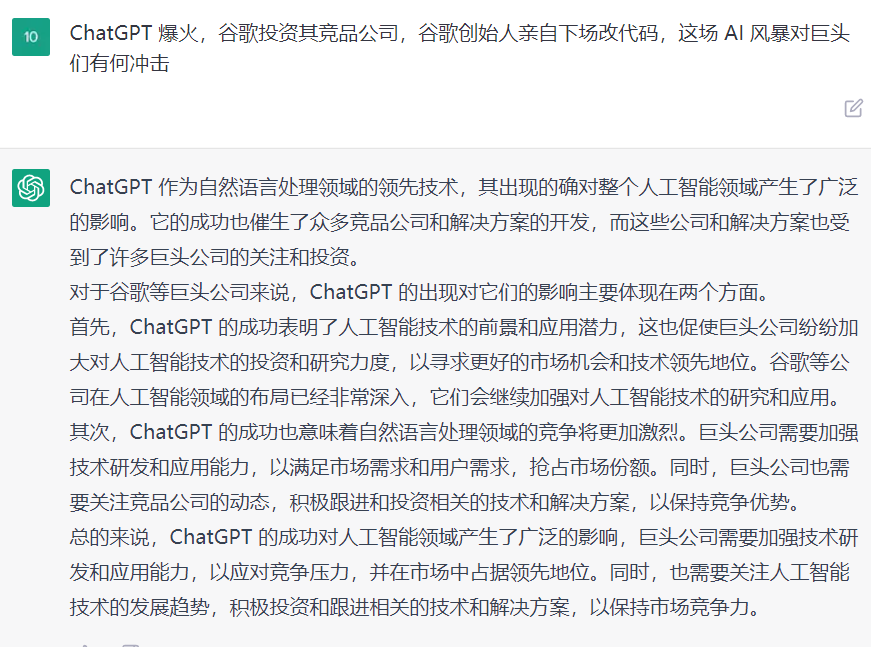 10
ChatGPT 爆火，谷歌投资其竞品公司，谷歌创始人亲自下场改代码，这场 AI 风暴对巨头
们有何冲击
ChatGPT 作为自然语言处理领域的领先技术，其出现的确对整个人工智能领域产生了广泛
的影响。它的成功也催生了众多竞品公司和解决方案的开发，而这些公司和解决方案也受
到了许多巨头公司的关注和投资。
对于谷歌等巨头公司来说，ChatGPT 的出现对它们的影响主要体现在两个方面。
首先，ChatGPT 的成功表明了人工智能技术的前景和应用潜力，这也促使巨头公司纷纷加
大对人工智能技术的投资和研究力度，以寻求更好的市场机会和技术领先地位。谷歌等公
司在人工智能领域的布局已经非常深入，它们会继续加强对人工智能技术的研究和应用。
其次，ChatGPT 的成功也意味着自然语言处理领域的竞争将更加激烈。巨头公司需要加强
技术研发和应用能力，以满足市场需求和用户需求，抢占市场份额。同时，巨头公司也需
要关注竞品公司的动态，积极跟进和投资相关的技术和解决方案，以保持竞争优势。
总的来说，ChatGPT 的成功对人工智能领域产生了广泛的影响，巨头公司需要加强技术研
发和应用能力，以应对竞争压力，并在市场中占据领先地位。同时，也需要关注人工智能
技术的发展趋势，积极投资和跟进相关的技术和解决方案，以保持市场竞争力。